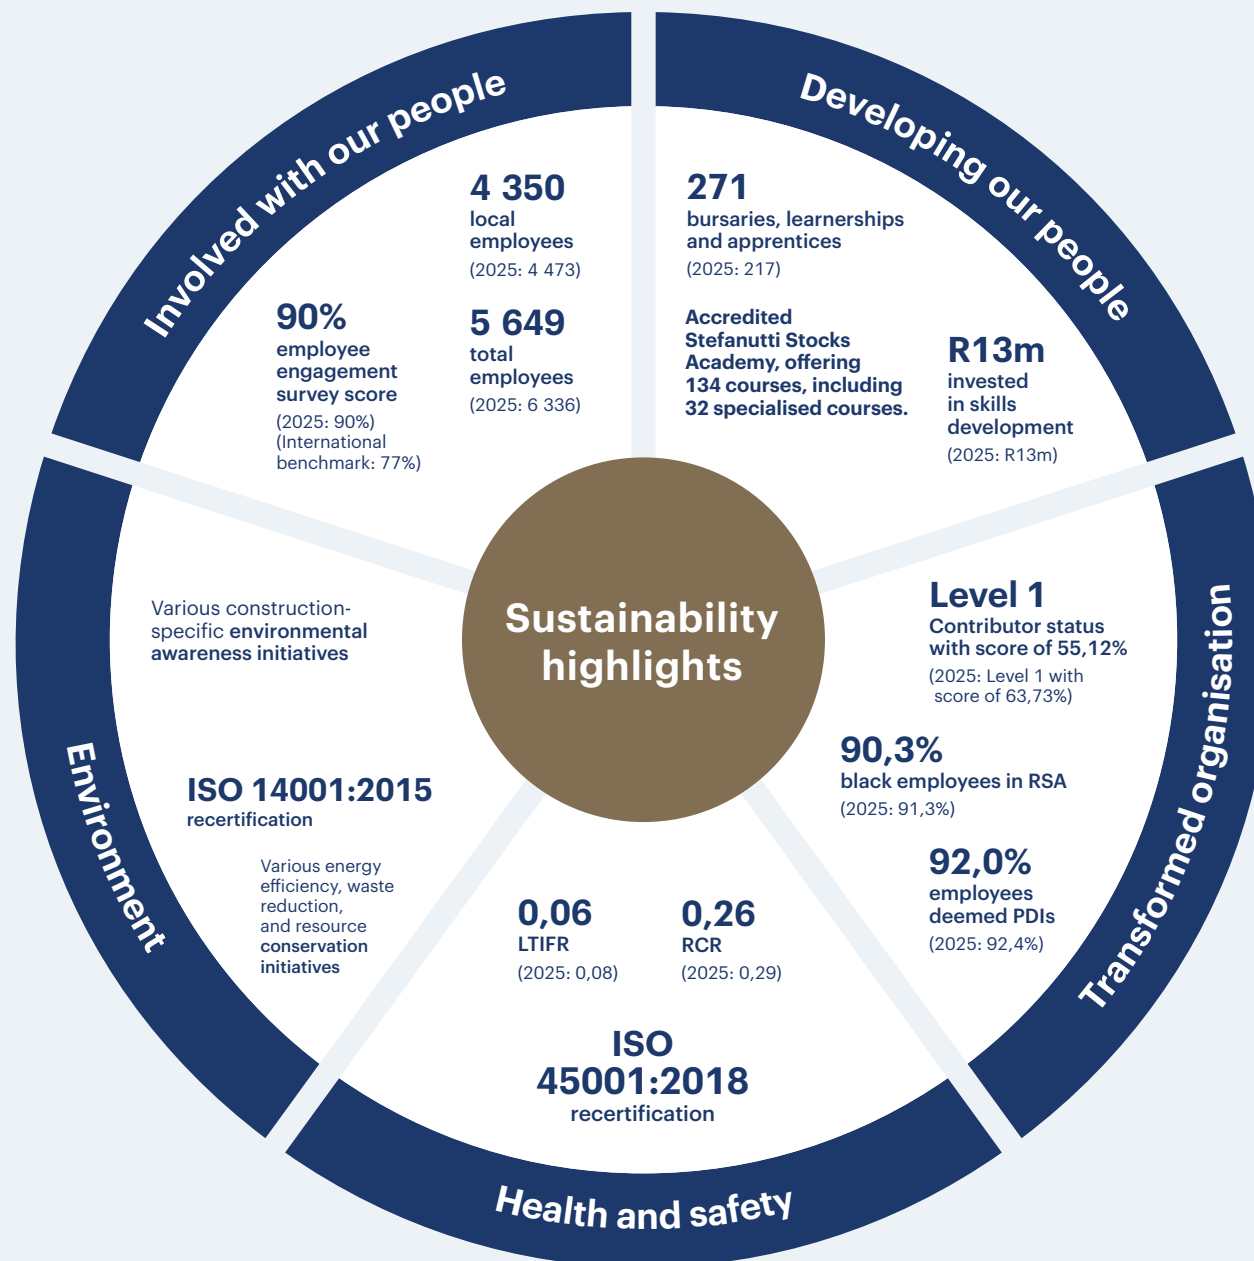 Sustainability
highlights
Involved with our people
4 350
local
employees
(2025: 4 473)
90%
employee
engagement
survey score
(2025: 90%)
(International
benchmark: 77%)
5 649
total
employees
(2025: 6 336)
Developing our people
271
bursaries, learnerships
and apprentices
(2025: 217)
Accredited
Stefanutti Stocks
Academy, offering
134 courses, including
32 specialised courses.
R13m
invested
in skills
development
(2025: R13m)
Transformed organisation
Level 1
Contributor status
with score of 55,12%
(2025: Level 1 with
score of 63,73%)
90,3%
black employees in RSA
(2025: 91,3%)
92,0%
employees
deemed PDIs
(2025: 92,4%)
Health and safety
0,06
LTIFR
(2025: 0,08)
0,26
RCR
(2025: 0,29)
ISO
45001:2018
recertification
Environment
Various construction-
specific environmental
awareness initiatives
ISO 14001:2015
recertification
Various energy
efficiency, waste
reduction,
and resource
conservation
initiatives